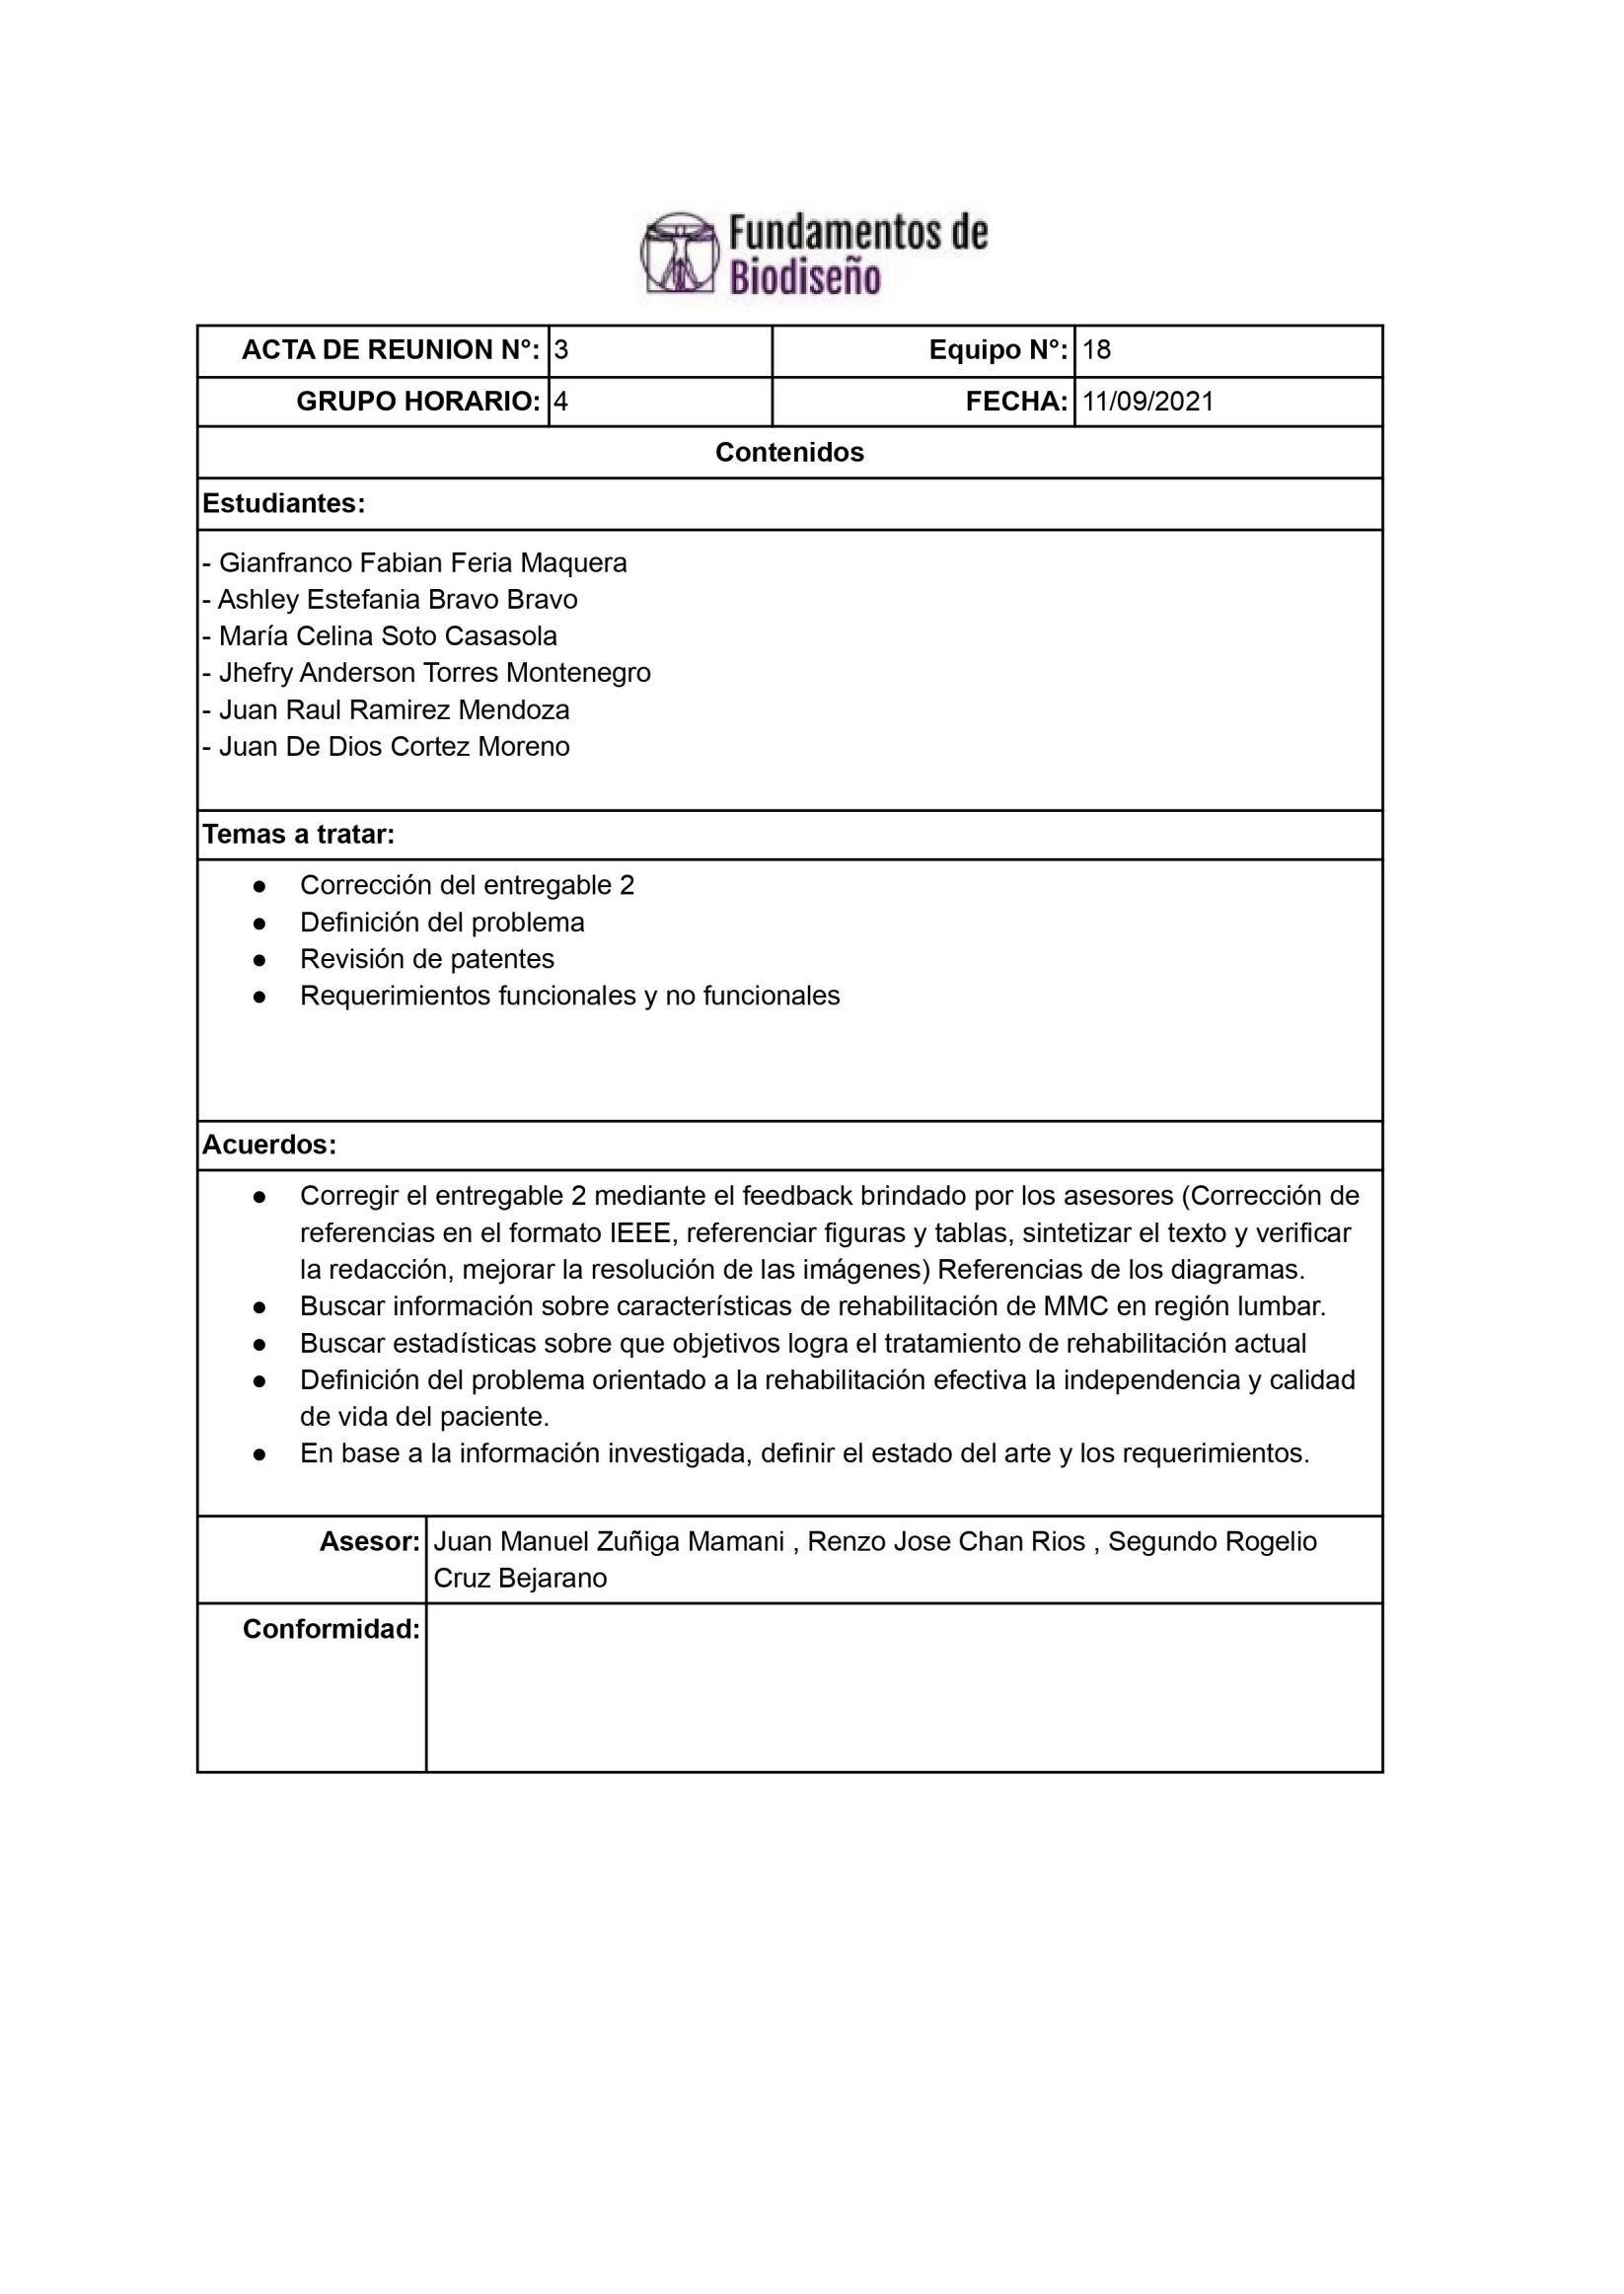 Fundamentos de
Biodiseño
ACTA DE REUNION N°: 3 Equipo N°: 18
GRUPO HORARIO: 4 FECHA: 11/09/2021
Contenidos
Estudiantes:
- Gianfranco Fabian Feria Maquera
- Ashley Estefania Bravo Bravo
- María Celina Soto Casasola
- Jhefry Anderson Torres Montenegro
- Juan Raul Ramirez Mendoza
- Juan De Dios Cortez Moreno
Temas a tratar:
● Corrección del entregable 2
● Definición del problema
● Revisión de patentes
● Requerimientos funcionales y no funcionales
Acuerdos:
● Corregir el entregable 2 mediante el feedback brindado por los asesores (Corrección de
referencias en el formato IEEE, referenciar figuras y tablas, sintetizar el texto y verificar
la redacción, mejorar la resolución de las imágenes) Referencias de los diagramas.
● Buscar información sobre características de rehabilitación de MMC en región lumbar.
● Buscar estadísticas sobre que objetivos logra el tratamiento de rehabilitación actual
● Definición del problema orientado a la rehabilitación efectiva la independencia y calidad
de vida del paciente.
● En base a la información investigada, definir el estado del arte y los requerimientos.
Asesor: Juan Manuel Zuñiga Mamani , Renzo Jose Chan Rios , Segundo Rogelio
Cruz Bejarano
Conformidad: